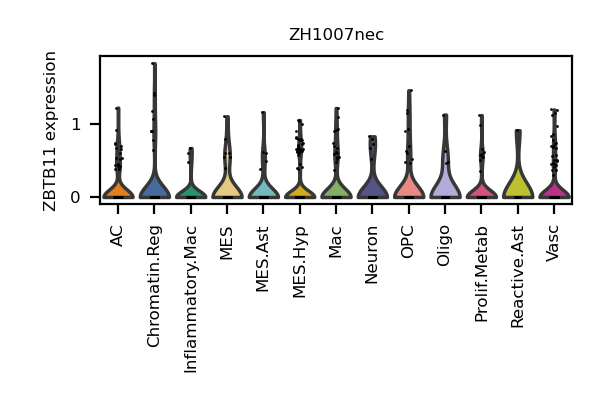 ZH1007nec
ZBTB11 expression
1
0
AC
Chromatin.Reg
Inflammatory.Mac
MES
MES.Ast
MES.Hyp
Mac
Neuron
OPC
Oligo
Prolif.Metab
Reactive.Ast
Vasc